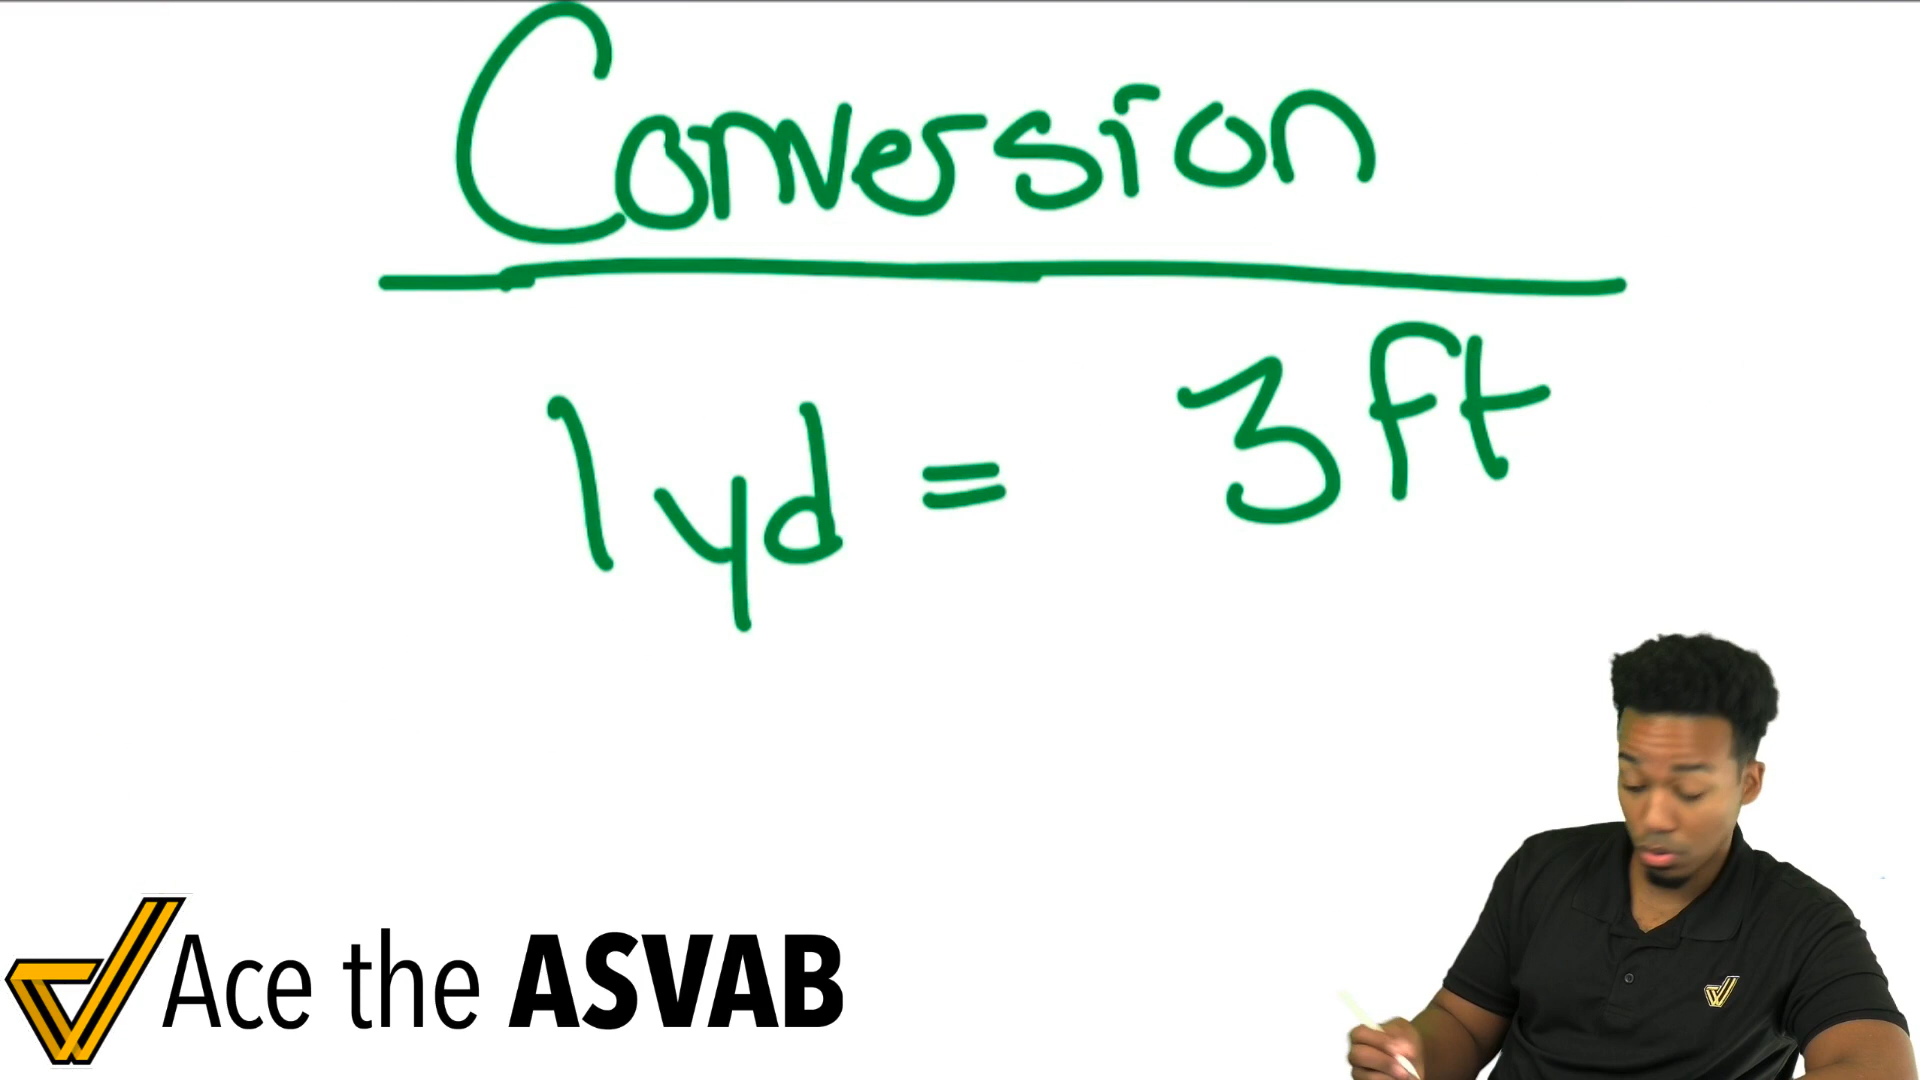 Conversion
1 yd = 3 ft
Ace the ASVAB